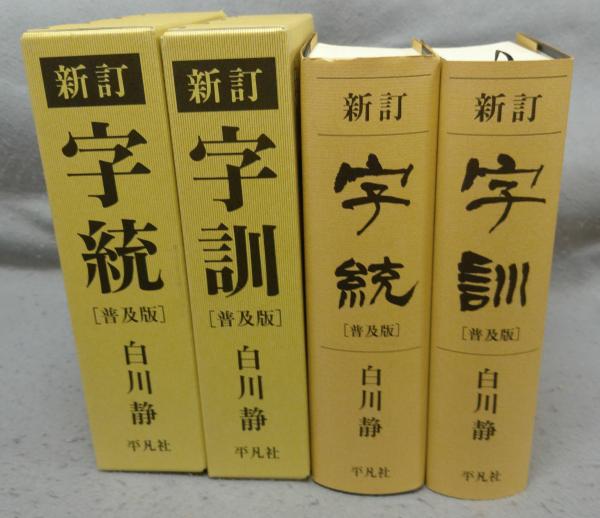 新訂
字統
[普及版]
白川静
平凡社
新訂
字訓
[普及版]
白川静
平凡社
新訂
字統
[普及版]
白川静
平凡社
新訂
字訓
[普及版]
白川静
平凡社